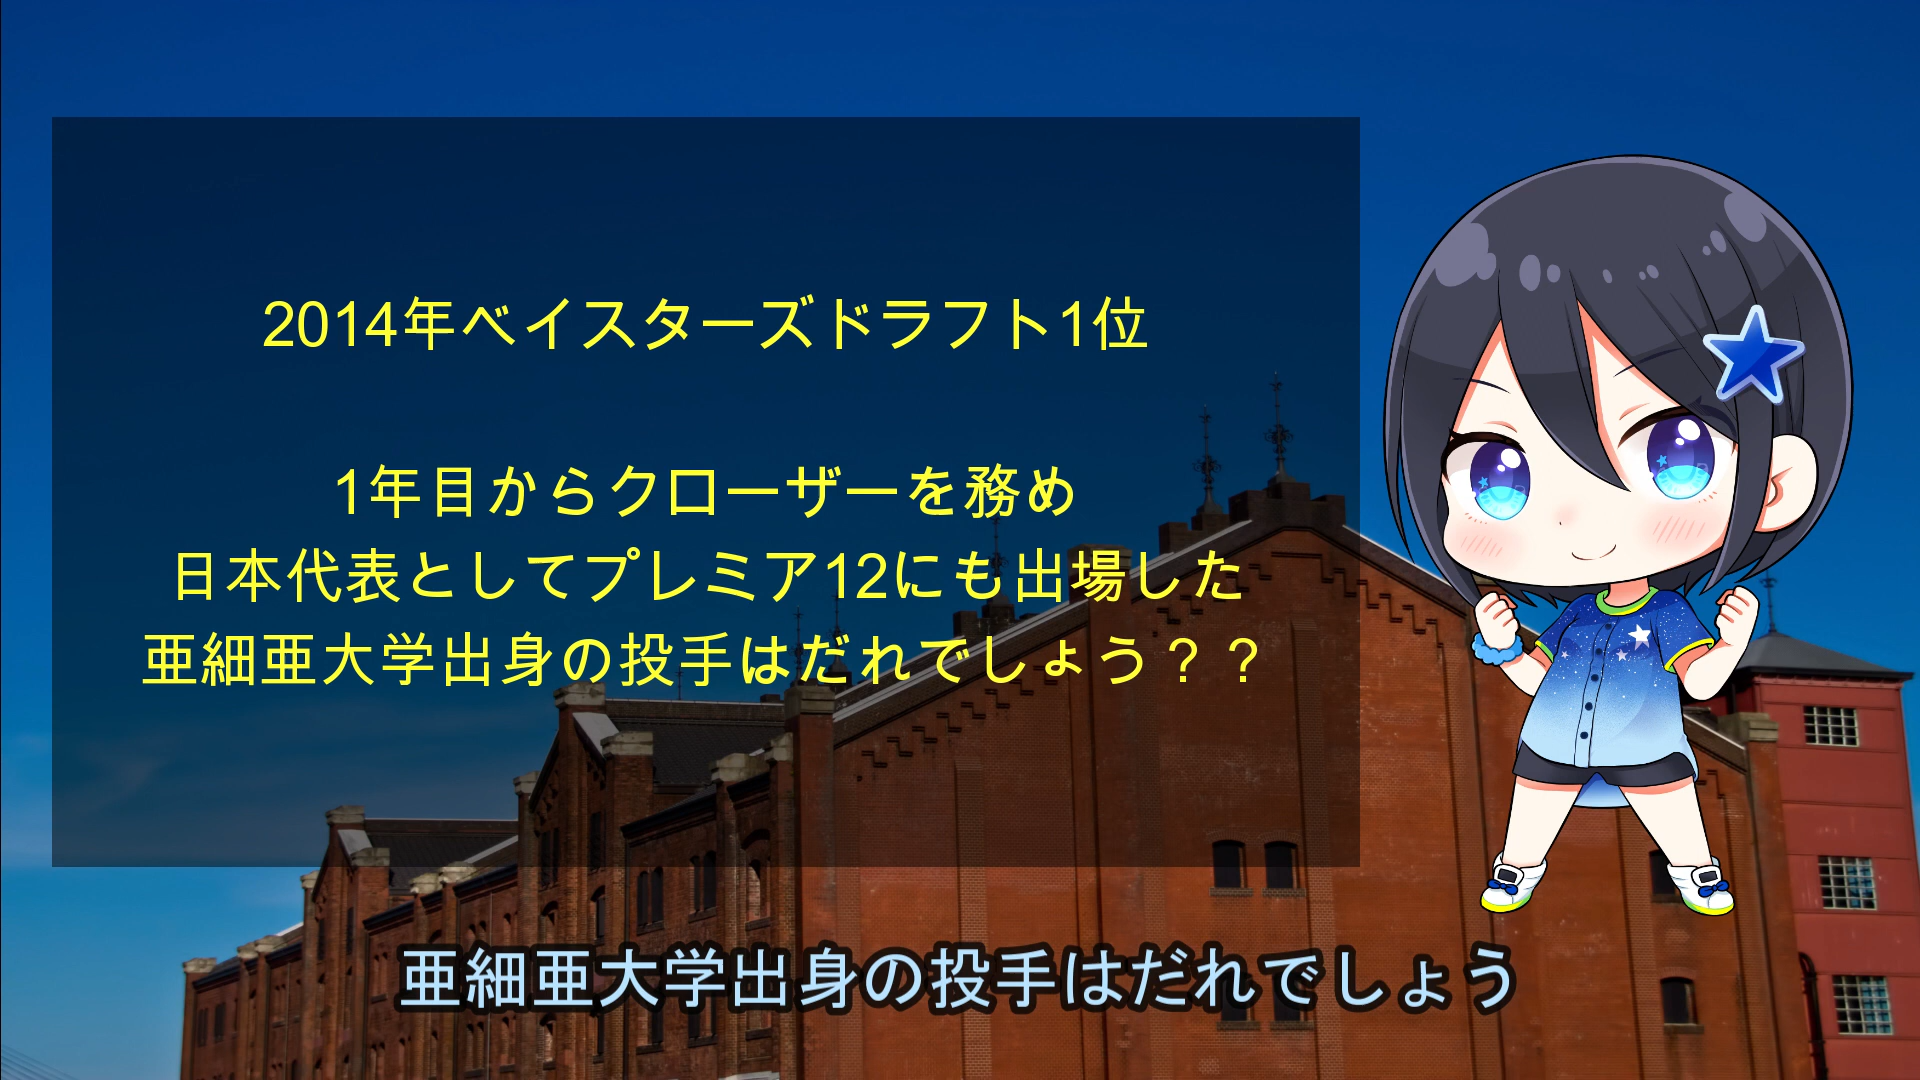 2014年ベイスターズドラフト1位
1年目からクローザーを務め
日本代表としてプレミア12にも出場した
亜細亜大学出身の投手はだれでしょう？？
亜細亜大学出身の投手はだれでしょう